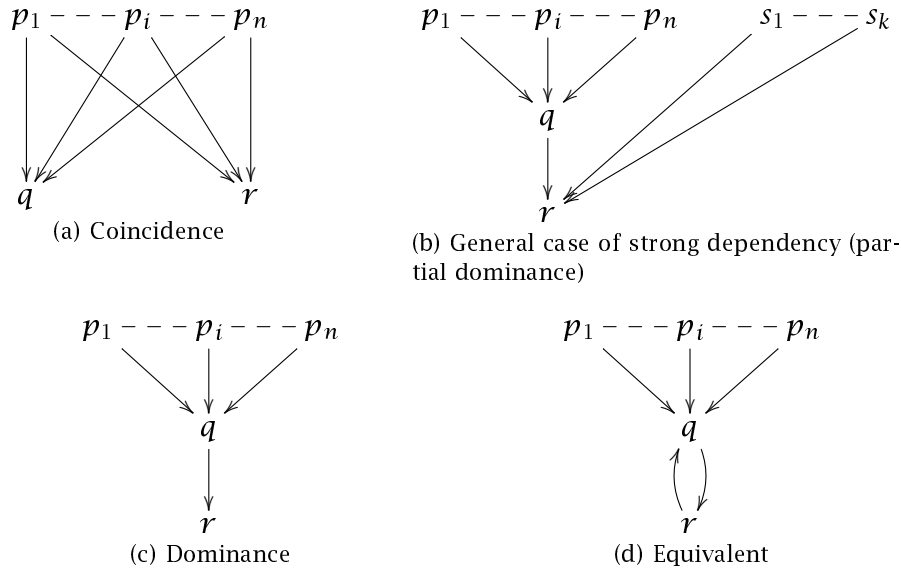 p1 - - - pi - - - pn
q r
(a) Coincidence
p1 - - - pi - - - pn s1 - - - sk
q
r
(b) General case of strong dependency (par-
tial dominance)
p1 - - - pi - - - pn
q
r
(c) Dominance
p1 - - - pi - - - pn
q
r
(d) Equivalent